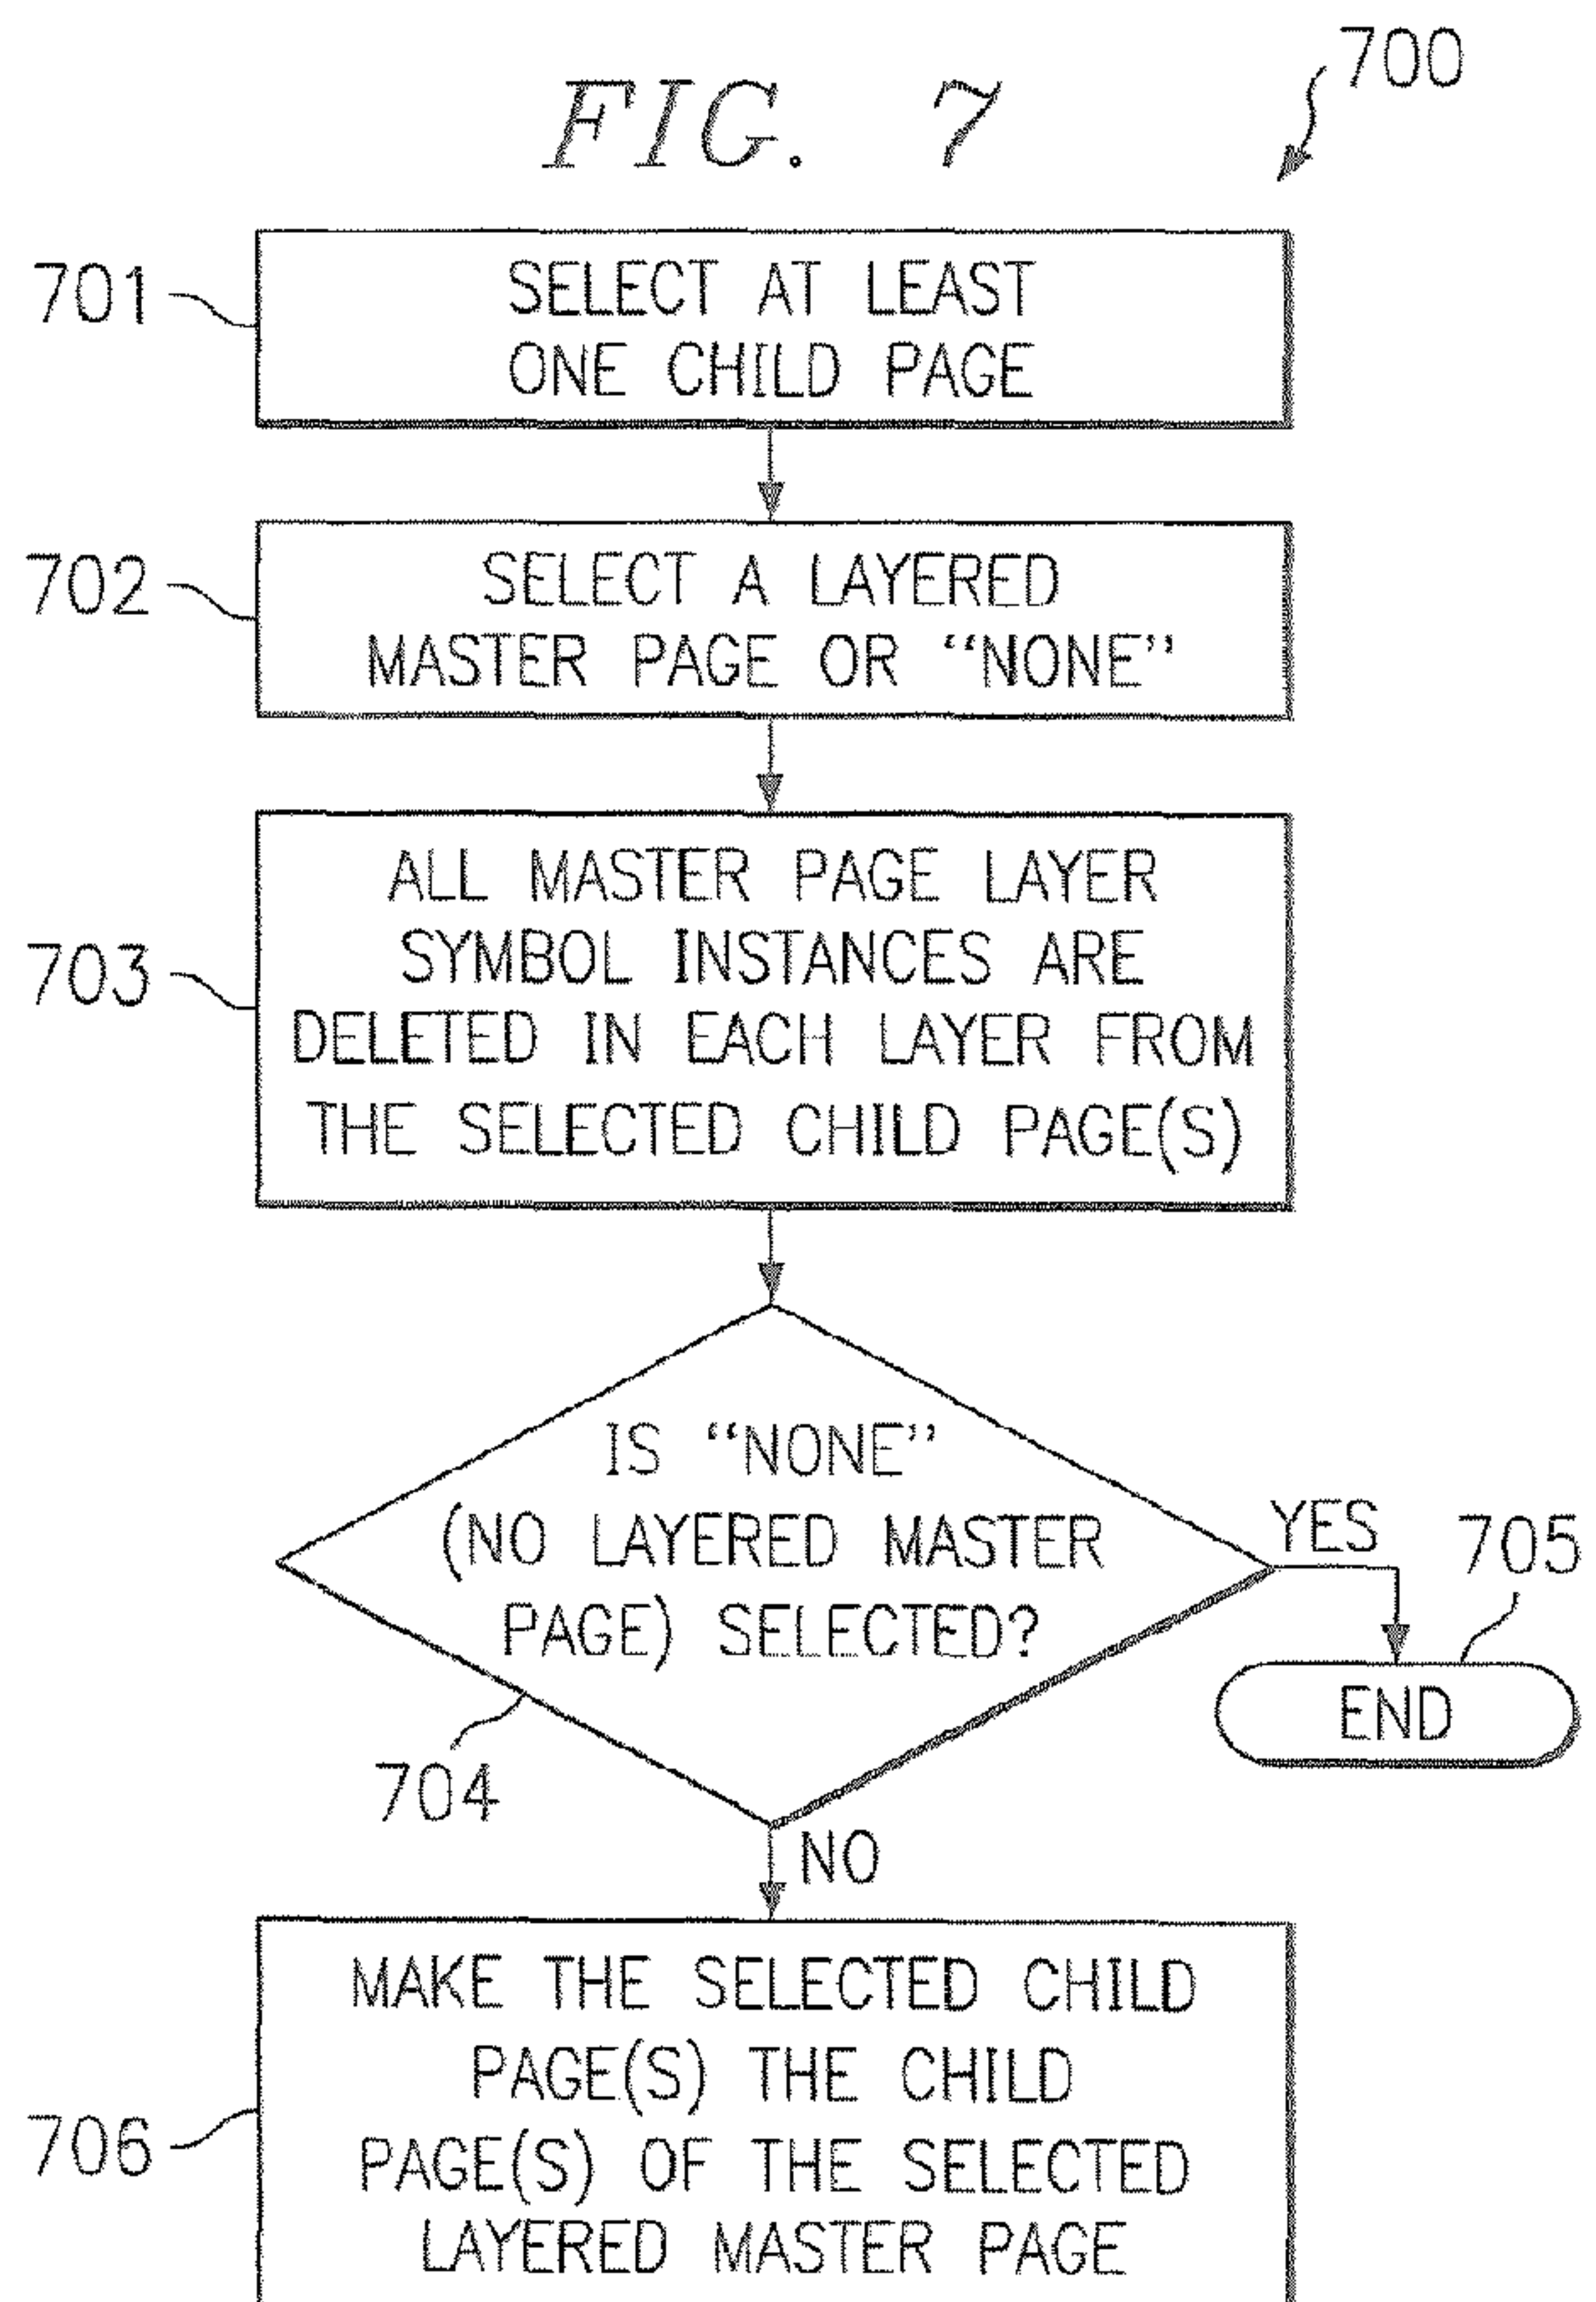 FIG. 7
700
701
SELECT AT LEAST
ONE CHILD PAGE
702
SELECT A LAYERED
MASTER PAGE OR “NONE”
703
ALL MASTER PAGE LAYER
SYMBOL INSTANCES ARE
DELETED IN EACH LAYER FROM
THE SELECTED CHILD PAGE(S)
IS “NONE”
(NO LAYERED MASTER
PAGE) SELECTED?
YES
705
END
704
NO
706
MAKE THE SELECTED CHILD
PAGE(S) THE CHILD
PAGE(S) OF THE SELECTED
LAYERED MASTER PAGE